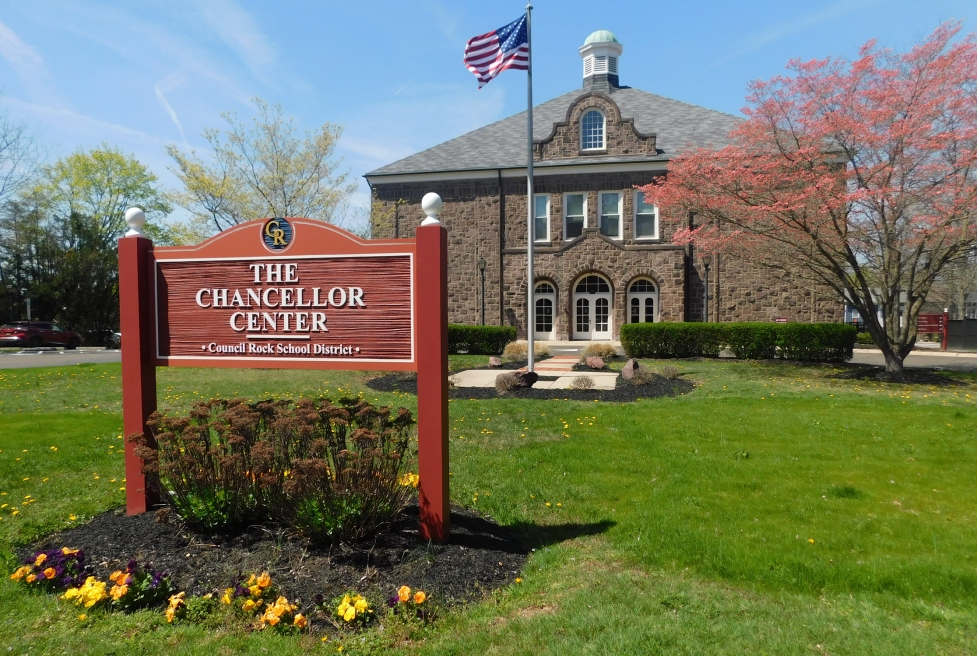 CR
THE
CHANCELLOR
CENTER
• Council Rock School District •